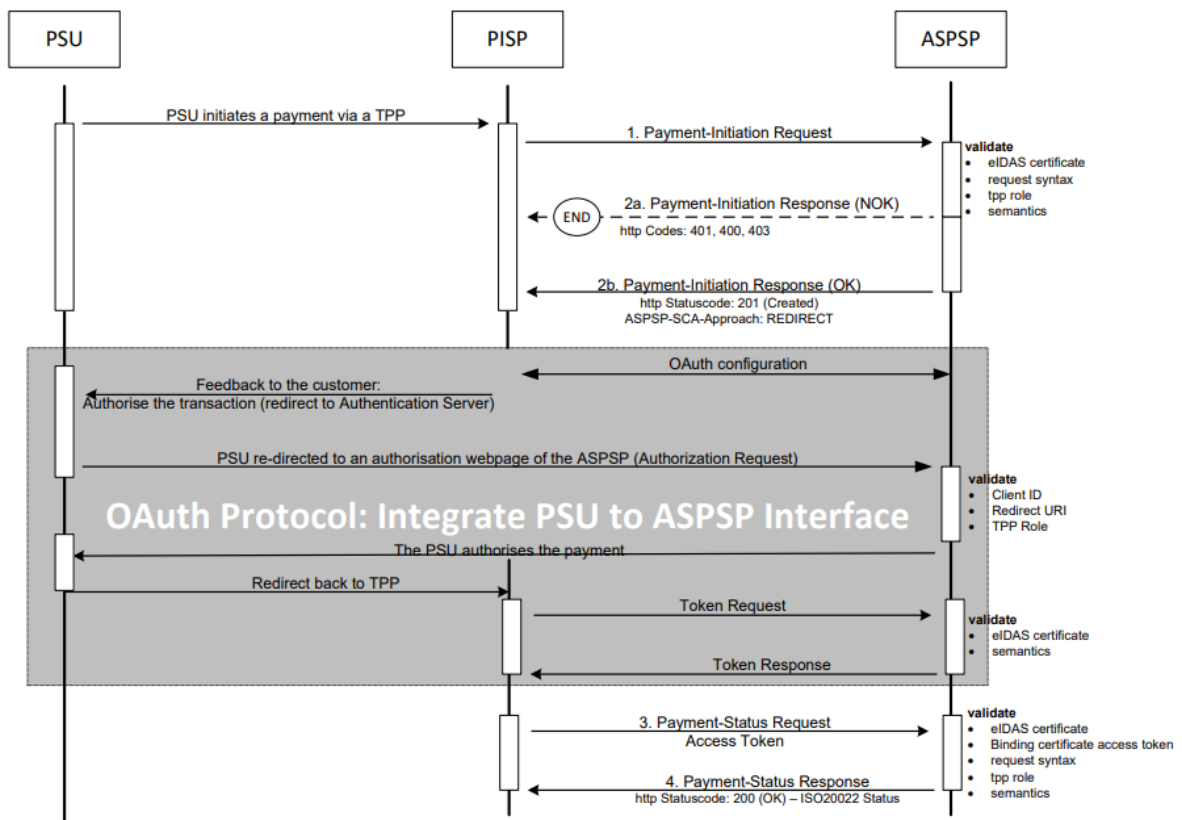 PSU
PISP
ASPSP
PSU initiates a payment via a TPP
1. Payment-Initiation Request
validate
• eIDAS certificate
• request syntax
• tpp role
• semantics
2a. Payment-Initiation Response (NOK)
END
http Codes: 401, 400, 403
2b. Payment-Initiation Response (OK)
http Statuscode: 201 (Created)
ASPSP-SCA-Approach: REDIRECT
OAuth configuration
Feedback to the customer:
Authorise the transaction (redirect to Authentication Server)
PSU re-directed to an authorisation webpage of the ASPSP (Authorization Request)
validate
• Client ID
• Redirect URI
• TPP Role
OAuth Protocol: Integrate PSU to ASPSP Interface
The PSU authorises the payment
Redirect back to TPP
Token Request
validate
• eIDAS certificate
• semantics
Token Response
3. Payment-Status Request
Access Token
validate
• eIDAS certificate
• Binding certificate access token
• request syntax
• tpp role
• semantics
4. Payment-Status Response
http Statuscode: 200 (OK) – ISO20022 Status